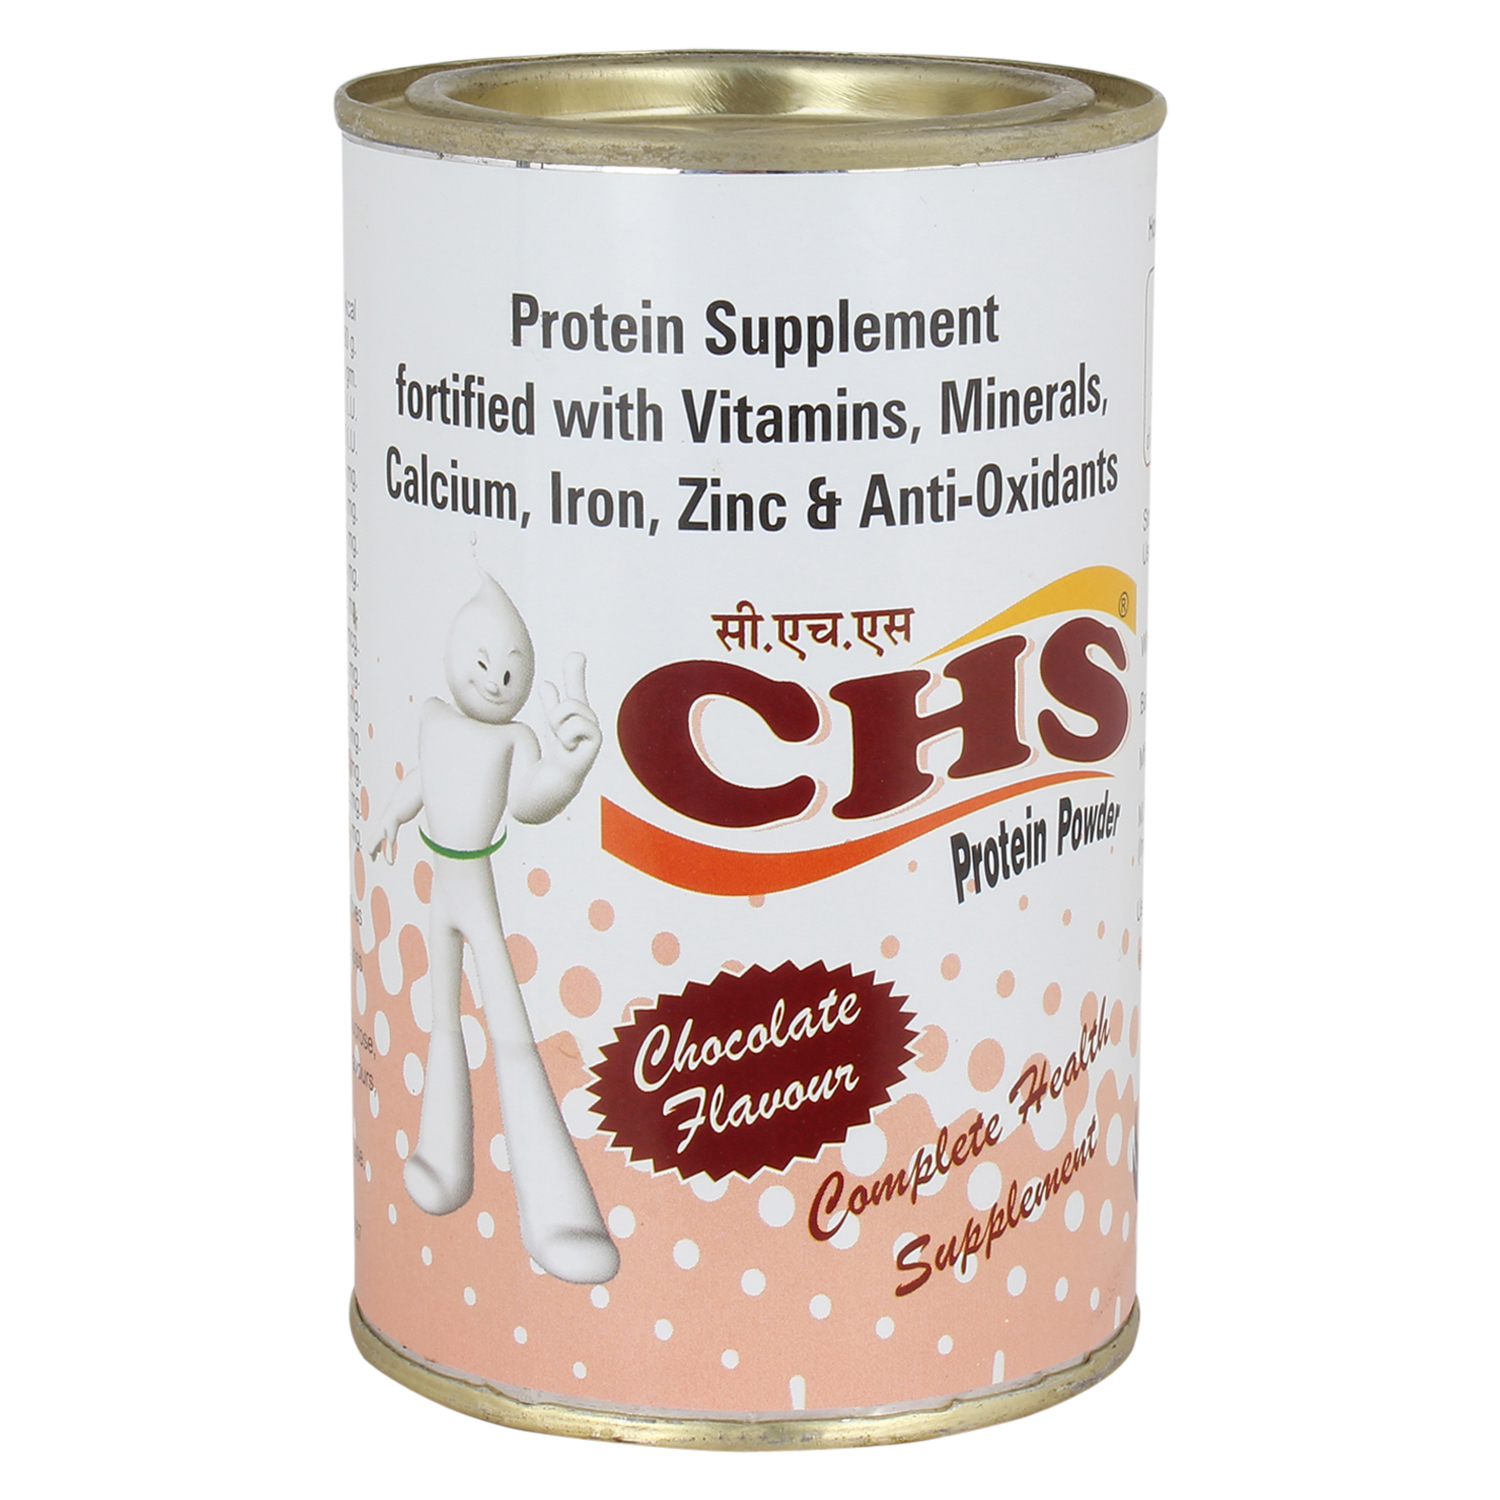 Protein Supplement
fortified with Vitamins, Minerals,
Calcium, Iron, Zinc & Anti-Oxidants
सी.एच.एस
CHS®
Protein Powder
Chocolate
Flavour
Complete Health
Supplement